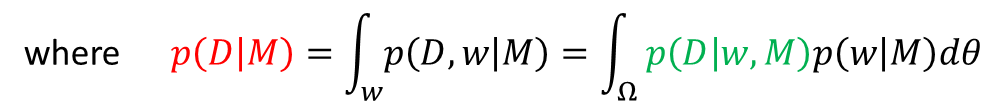 where p(D|M) = ∫_w p(D, w|M) = ∫_Ω p(D|w, M)p(w|M)dθ